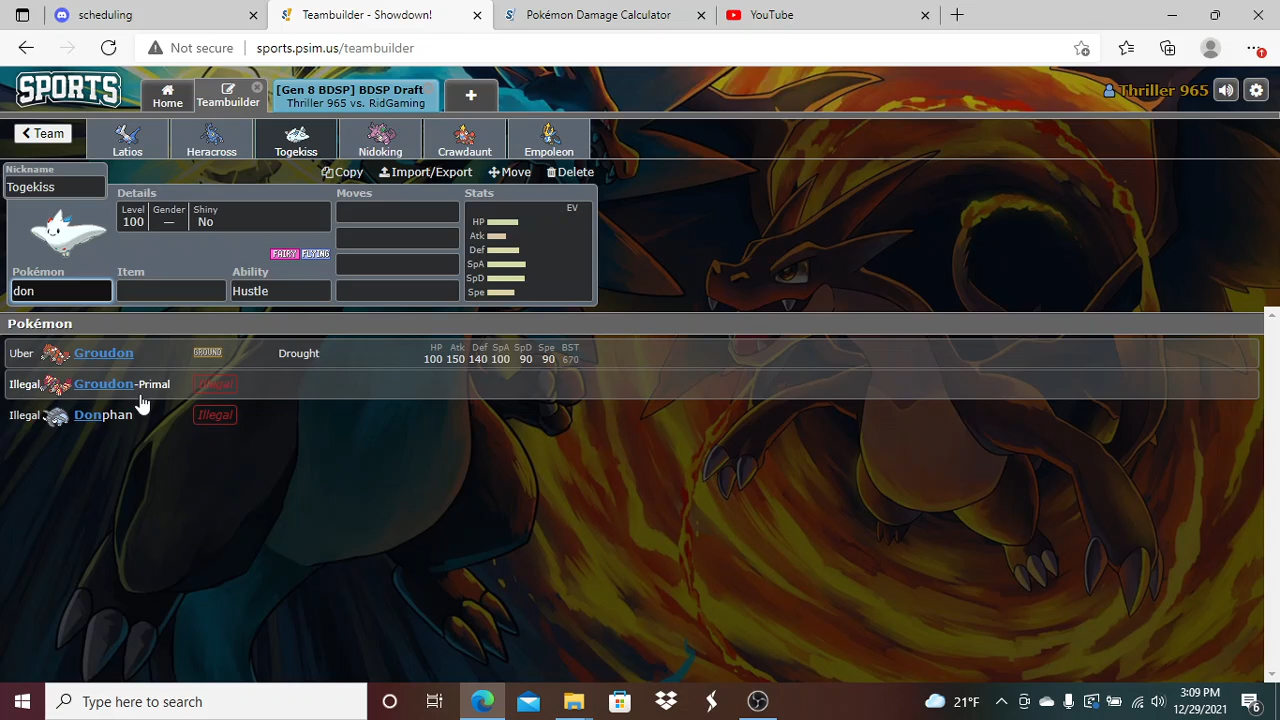 scheduling
Teambuilder - Showdown!
Pokémon Damage Calculator
YouTube
Not secure
sports.psim.us/teambuilder
SPORTS
Home
Teambuilder
[Gen 8 BDSP] BDSP Draft
Thriller 965 vs. RidGaming
+
Thriller 965
< Team
Latios
Heracross
Togekiss
Nidoking
Crawdaunt
Empoleon
Nickname
Togekiss
Copy
Import/Export
Move
Delete
Details
Moves
Stats
Level
Gender
Shiny
100
—
No
EV
HP
Atk
Def
SpA
SpD
Spe
FAIRY
FLYING
Pokémon
Item
Ability
don
Hustle
Pokémon
Uber Groudon GROUND Drought HP 100 Atk 150 Def 140 SpA 100 SpD 90 Spe 90 BST 670
Illegal Groudon-Primal Illegal
Illegal Donphan Illegal
Type here to search
21°F
3:09 PM
12/29/2021
6